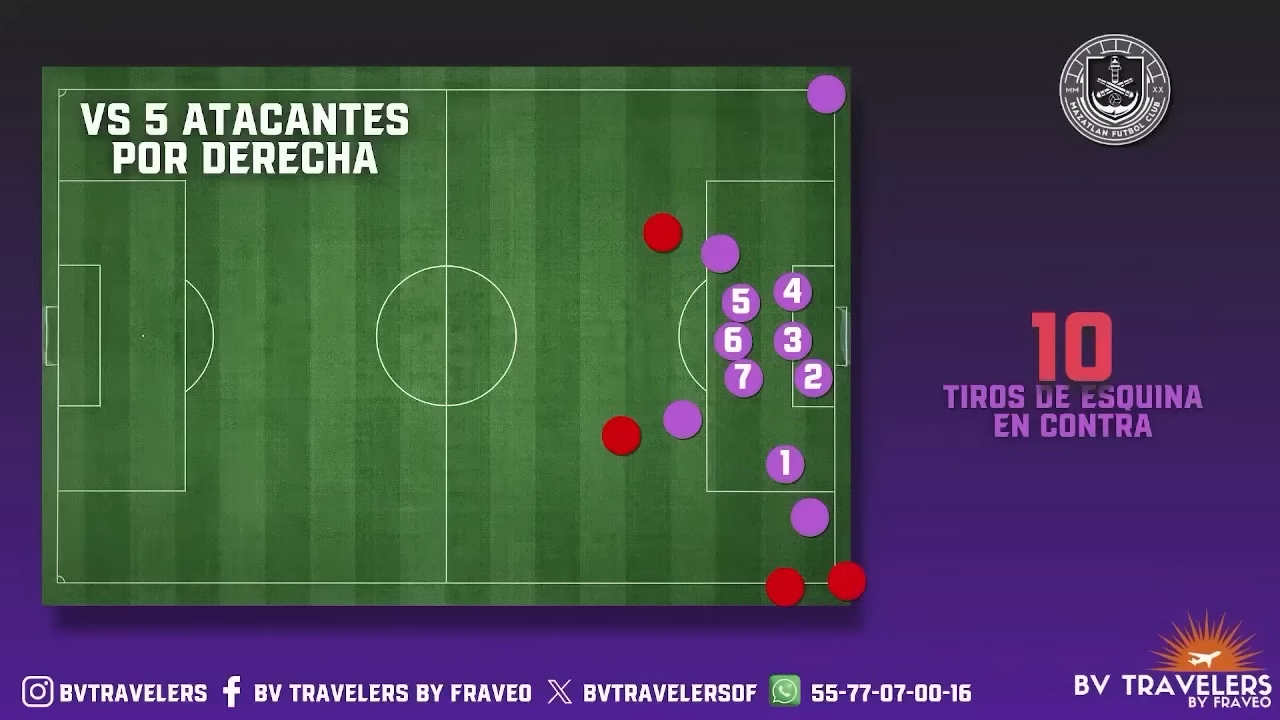 VS 5 ATACANTES
POR DERECHA
MM XX
MAZATLAN FUTBOL CLUB
5 4
6 3
7 2
1
10
TIROS DE ESQUINA
EN CONTRA
BVTRAVELERS BV TRAVELERS BY FRAVEO BVTRAVELERSOF 55-77-07-00-16
BV TRAVELERS
BY FRAVEO